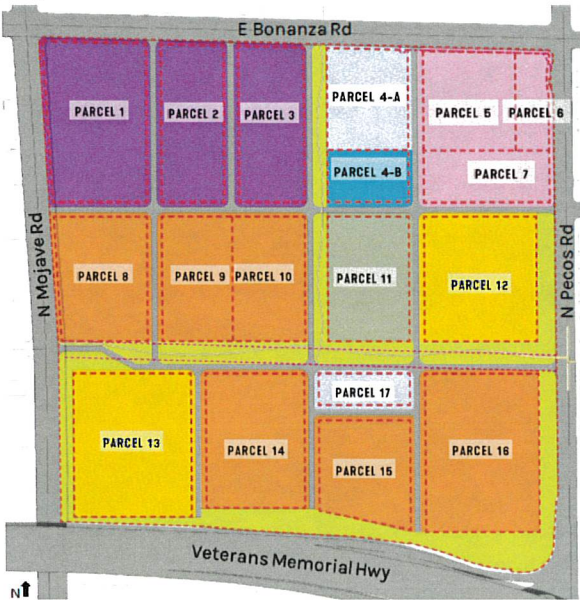 E Bonanza Rd
PARCEL 1
PARCEL 2
PARCEL 3
PARCEL 4-A
PARCEL 5
PARCEL 6
PARCEL 4-B
PARCEL 7
N Mojave Rd
N Pecos Rd
PARCEL 8
PARCEL 9
PARCEL 10
PARCEL 11
PARCEL 12
PARCEL 17
PARCEL 13
PARCEL 14
PARCEL 15
PARCEL 16
Veterans Memorial Hwy
N